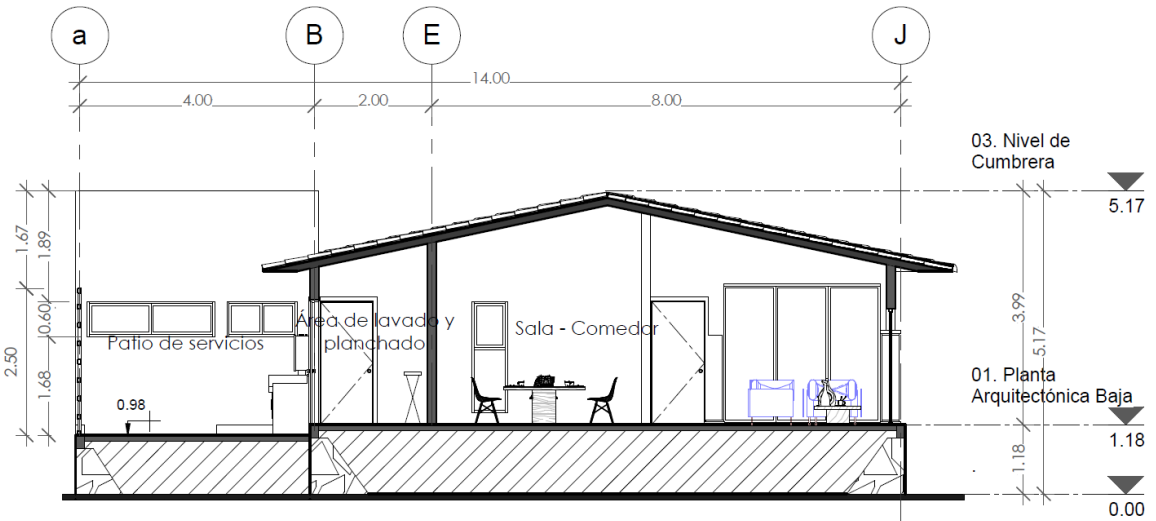 a
B
E
J
14.00
4.00
2.00
8.00
03. Nivel de
Cumbrera
5.17
1.67
1.89
0.60
2.50
1.68
Área de lavado y
planchado
Patio de servicios
Sala - Comedor
0.98
3.99
5.17
01. Planta
Arquitectónica Baja
1.18
1.18
0.00